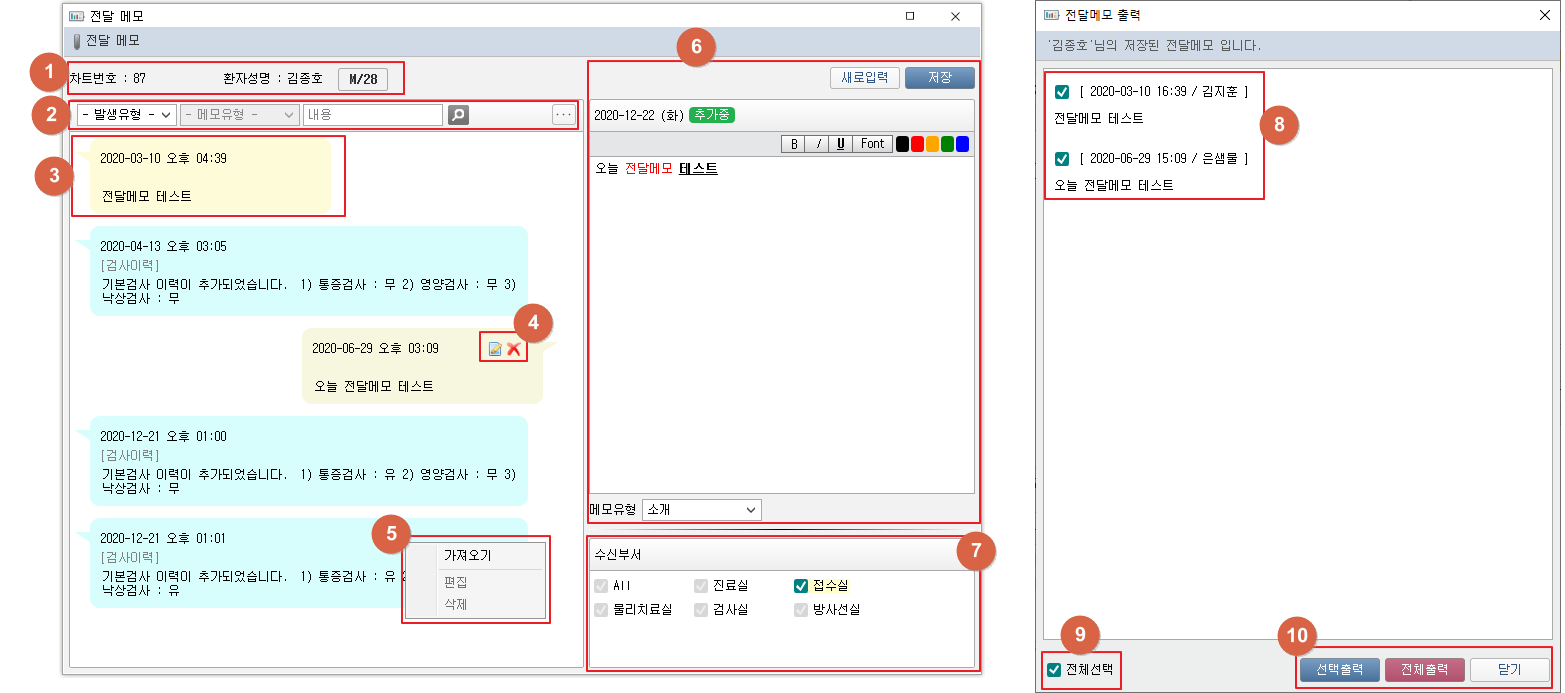 전달 메모
전달 메모
6
1
차트번호 : 87
환자성명 : 김종호
M/28
새로입력
저장
2
- 발생유형 -
- 메모유형 -
내용
...
2020-12-22 (화) 추가중
B / U Font
3
2020-03-10 오후 04:39
전달메모 테스트
오늘 전달메모 테스트
2020-04-13 오후 03:05
[검사이력]
기본검사 이력이 추가되었습니다. 1) 통증검사 : 무 2) 영양검사 : 무 3)
낙상검사 : 무
4
2020-06-29 오후 03:09
오늘 전달메모 테스트
2020-12-21 오후 01:00
[검사이력]
기본검사 이력이 추가되었습니다. 1) 통증검사 : 유 2) 영양검사 : 무 3)
낙상검사 : 무
메모유형 소개
5
2020-12-21 오후 01:01
[검사이력]
기본검사 이력이 추가되었습니다. 1) 통증검사 : 유
낙상검사 : 유
가져오기
편집
삭제
7
수신부서
All 진료실 접수실
물리치료실 검사실 방사선실
전달메모 출력
'김종호'님의 저장된 전달메모 입니다.
[ 2020-03-10 16:39 / 김지훈 ]
전달메모 테스트
8
[ 2020-06-29 15:09 / 은샘물 ]
오늘 전달메모 테스트
9
전체선택
10
선택출력
전체출력
닫기